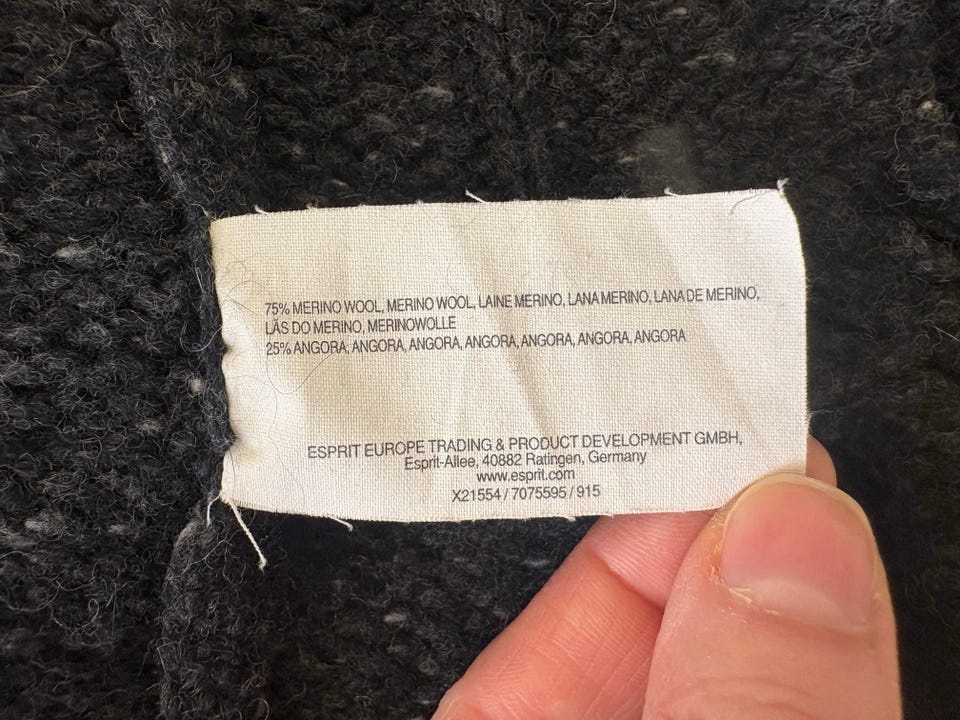 75% MERINO WOOL, MERINO WOOL, LAINE MERINO, LANA MERINO, LANA DE MERINO,
LÃS DO MERINO, MERINOWOLLE
25% ANGORA, ANGORA, ANGORA, ANGORA, ANGORA, ANGORA, ANGORA
ESPRIT EUROPE TRADING & PRODUCT DEVELOPMENT GMBH,
Esprit-Allee, 40882 Ratingen, Germany
www.esprit.com
X21554 / 7075595 / 915